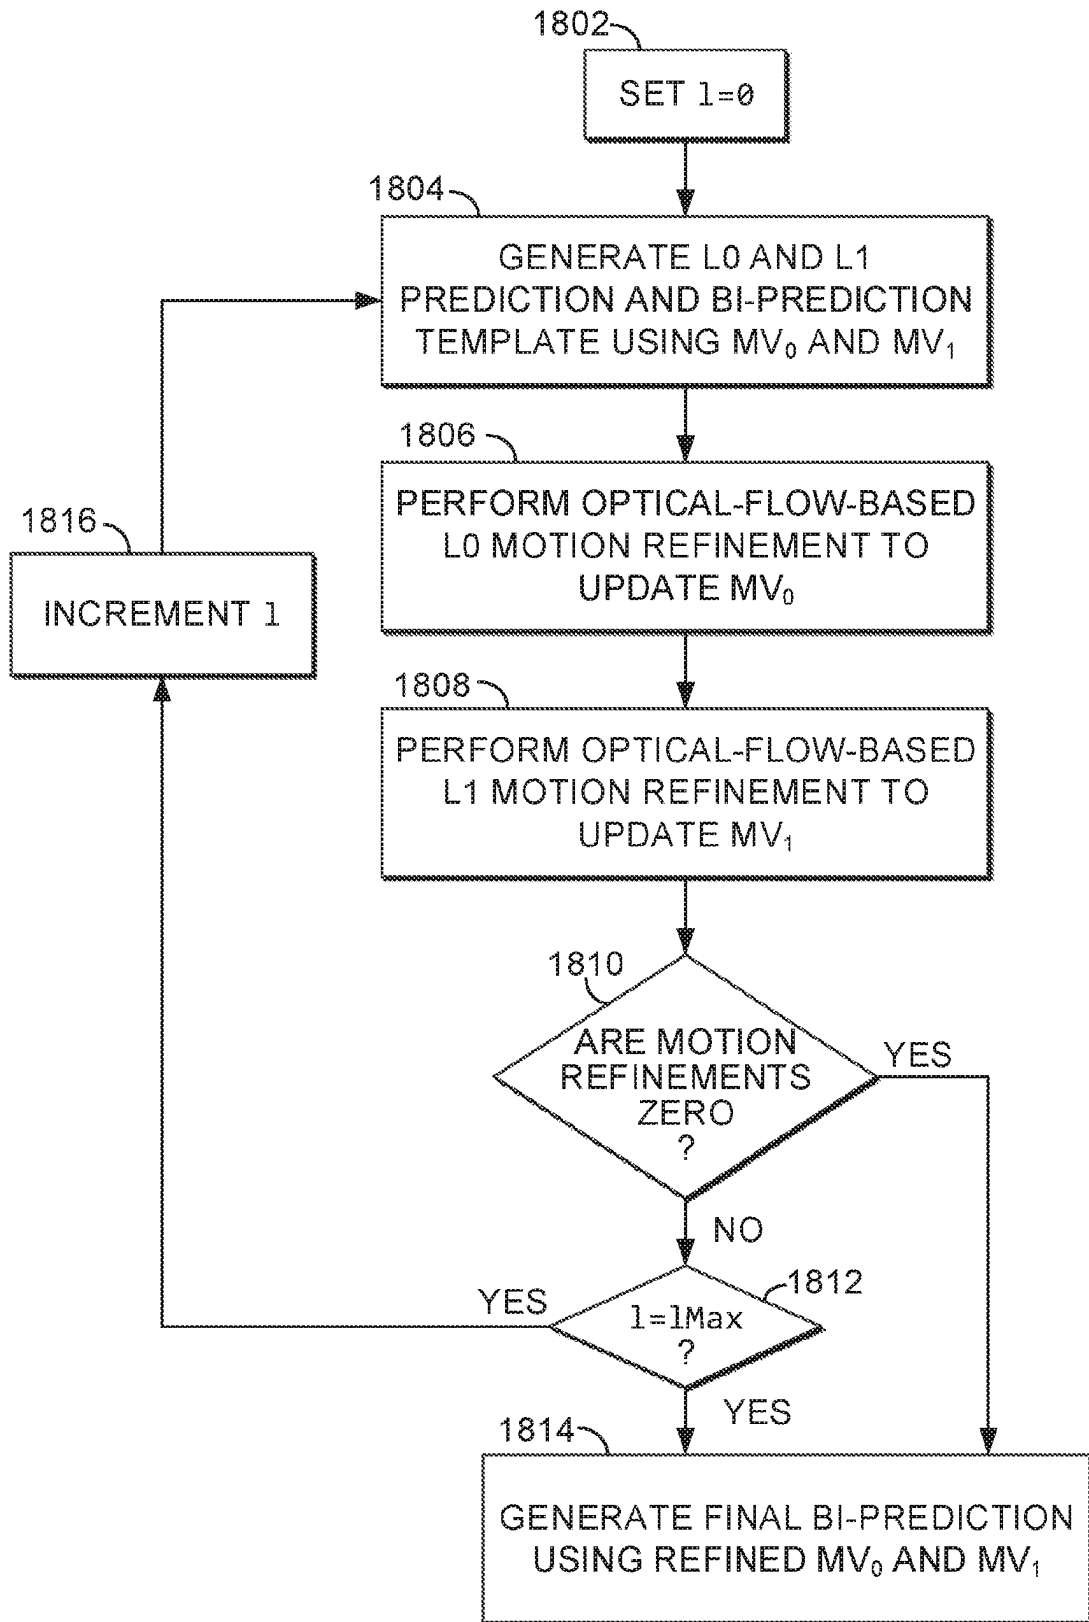 1802
SET l=0
1804
GENERATE L0 AND L1
PREDICTION AND BI-PREDICTION
TEMPLATE USING MV₀ AND MV₁
1806
PERFORM OPTICAL-FLOW-BASED
L0 MOTION REFINEMENT TO
UPDATE MV₀
1816
INCREMENT l
1808
PERFORM OPTICAL-FLOW-BASED
L1 MOTION REFINEMENT TO
UPDATE MV₁
1810
ARE MOTION
REFINEMENTS
ZERO
?
YES
NO
1812
YES
l=lMax
?
YES
1814
GENERATE FINAL BI-PREDICTION
USING REFINED MV₀ AND MV₁